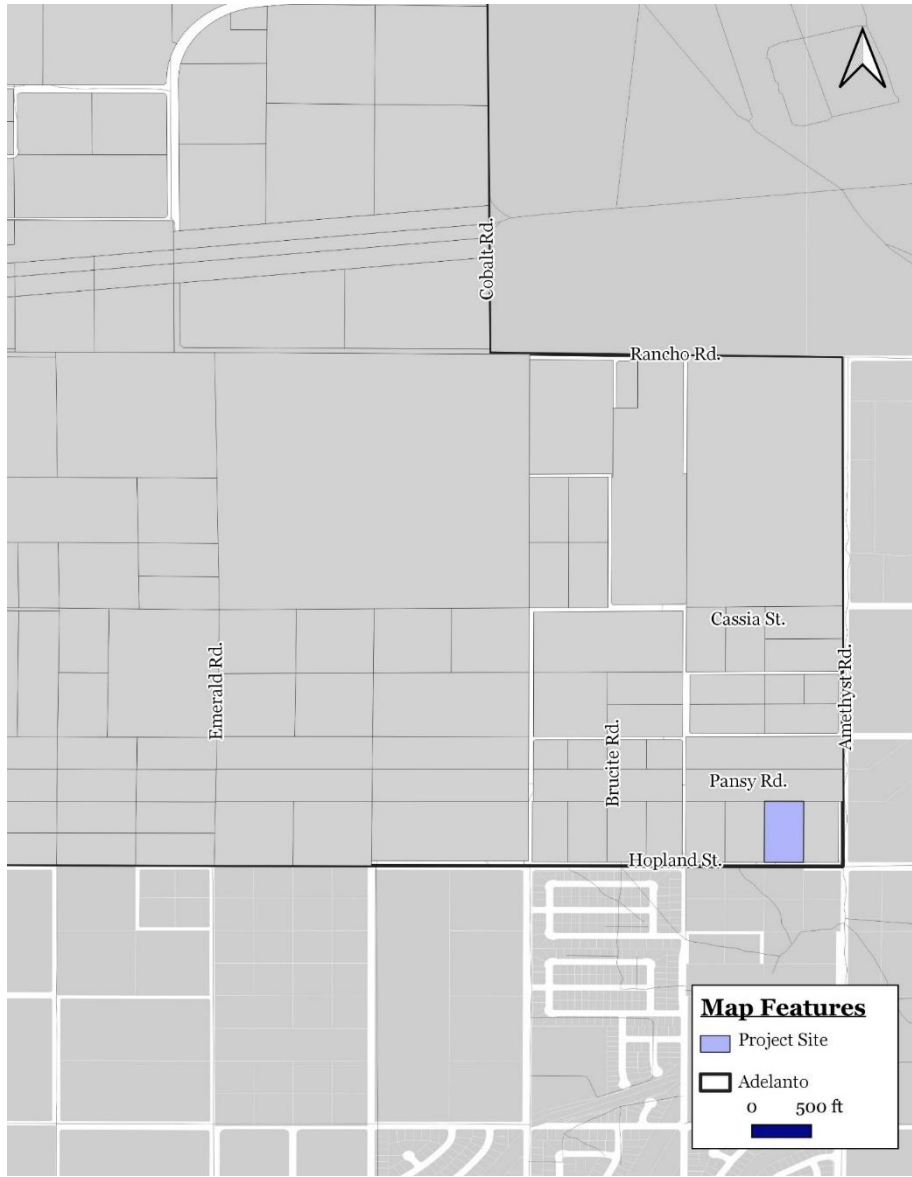 Cobalt Rd.
Rancho Rd.
Cassia St.
Emerald Rd.
Amethyst Rd.
Brucite Rd.
Pansy Rd.
Hopland St.
Map Features
Project Site
Adelanto
0 500 ft